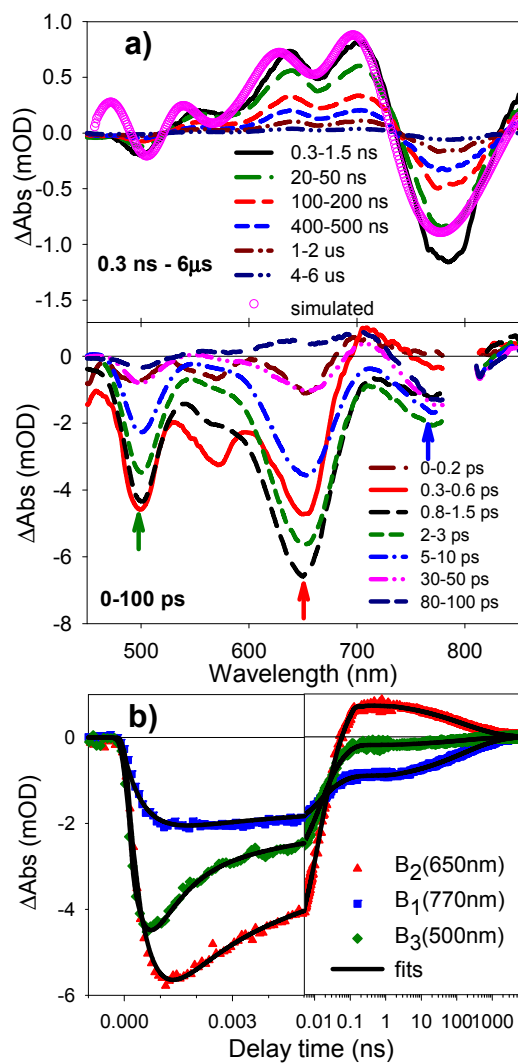 a)
1.0
0.5
0.0
-0.5
-1.0
-1.5
ΔAbs (mOD)
0.3-1.5 ns
20-50 ns
100-200 ns
400-500 ns
1-2 us
4-6 us
simulated
0.3 ns - 6μs
0
-2
-4
-6
-8
ΔAbs (mOD)
0-0.2 ps
0.3-0.6 ps
0.8-1.5 ps
2-3 ps
5-10 ps
30-50 ps
80-100 ps
0-100 ps
500 600 700 800
Wavelength (nm)
b)
0
-2
-4
-6
ΔAbs (mOD)
B2(650nm)
B1(770nm)
B3(500nm)
fits
0.000 0.003 0.01 0.1 1 10 100 1000
Delay time (ns)